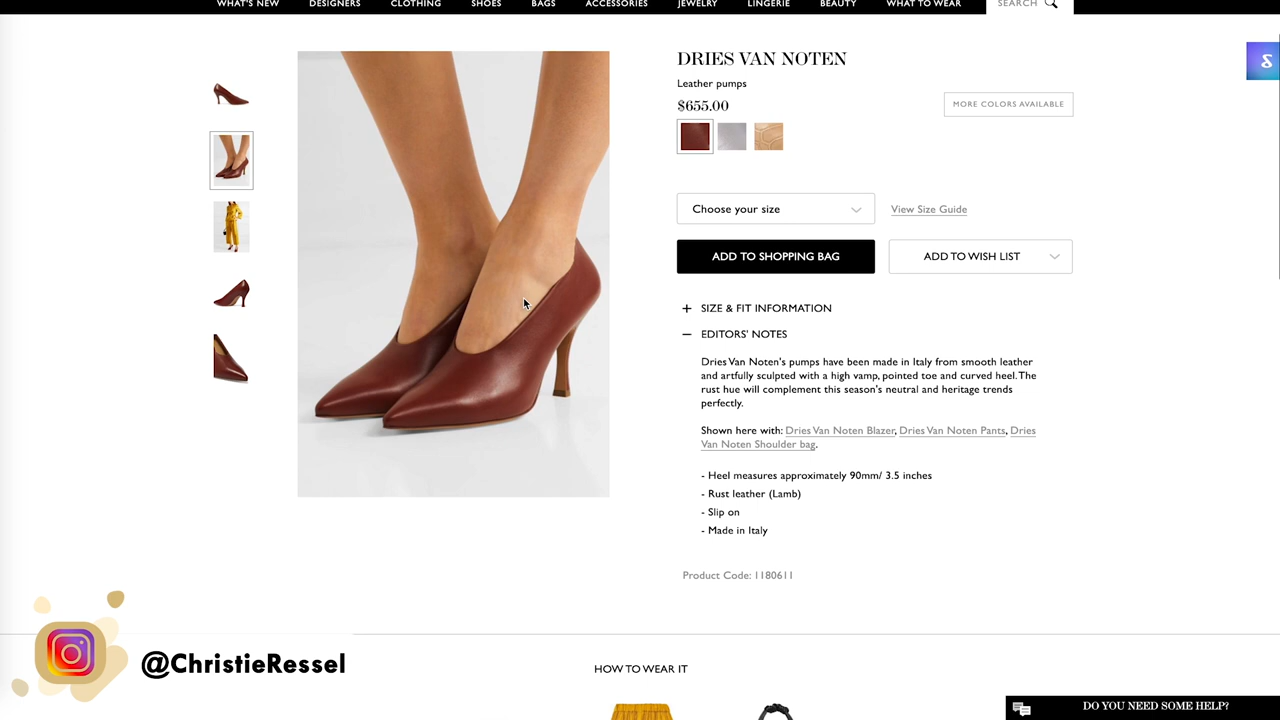 WHAT'S NEW DESIGNERS CLOTHING SHOES BAGS ACCESSORIES JEWELRY LINGERIE BEAUTY WHAT TO WEAR SEARCH
DRIES VAN NOTEN
Leather pumps
$655.00
MORE COLORS AVAILABLE
Choose your size
View Size Guide
ADD TO SHOPPING BAG
ADD TO WISH LIST
+ SIZE & FIT INFORMATION
− EDITORS' NOTES
Dries Van Noten's pumps have been made in Italy from smooth leather
and artfully sculpted with a high vamp, pointed toe and curved heel. The
rust hue will complement this season's neutral and heritage trends
perfectly.
Shown here with: Dries Van Noten Blazer, Dries Van Noten Pants, Dries
Van Noten Shoulder bag.
- Heel measures approximately 90mm/ 3.5 inches
- Rust leather (Lamb)
- Slip on
- Made in Italy
Product Code: 1180611
@ChristieRessel
HOW TO WEAR IT
DO YOU NEED SOME HELP?